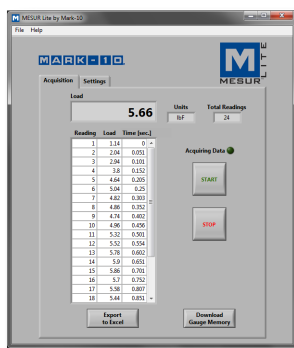 MESUR Lite by Mark-10
File Help
MARK-10
M
MESUR
LITE
Acquisition Settings
Load
5.66
Units
lbF
Total Readings
24
Reading Load Time [sec.]
1 1.14 0
2 2.04 0.051
3 2.94 0.101
4 3.8 0.152
5 4.64 0.205
6 5.04 0.25
7 4.82 0.303
8 4.86 0.352
9 4.74 0.402
10 4.96 0.456
11 5.32 0.501
12 5.52 0.554
13 5.78 0.602
14 5.9 0.651
15 5.86 0.701
16 5.7 0.752
17 5.58 0.807
18 5.44 0.851
Acquiring Data
START
STOP
Export
to Excel
Download
Gauge Memory